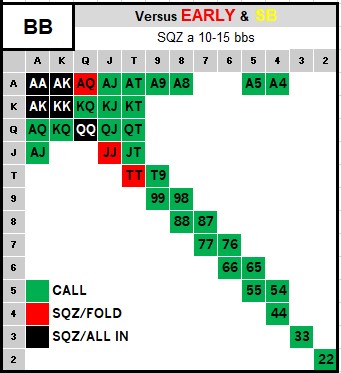 BB Versus EARLY & SB
SQZ a 10-15 bbs
A K Q J T 9 8 7 6 5 4 3 2
A AA AK AQ AJ AT A9 A8 A5 A4
K AK KK KQ KJ KT
Q AQ KQ QQ QJ QT
J AJ JJ JT
T TT T9
9 99 98
8 88 87
7 77 76
6 66 65
5 CALL 55 54
4 SQZ/FOLD 44
3 SQZ/ALL IN 33
2 22